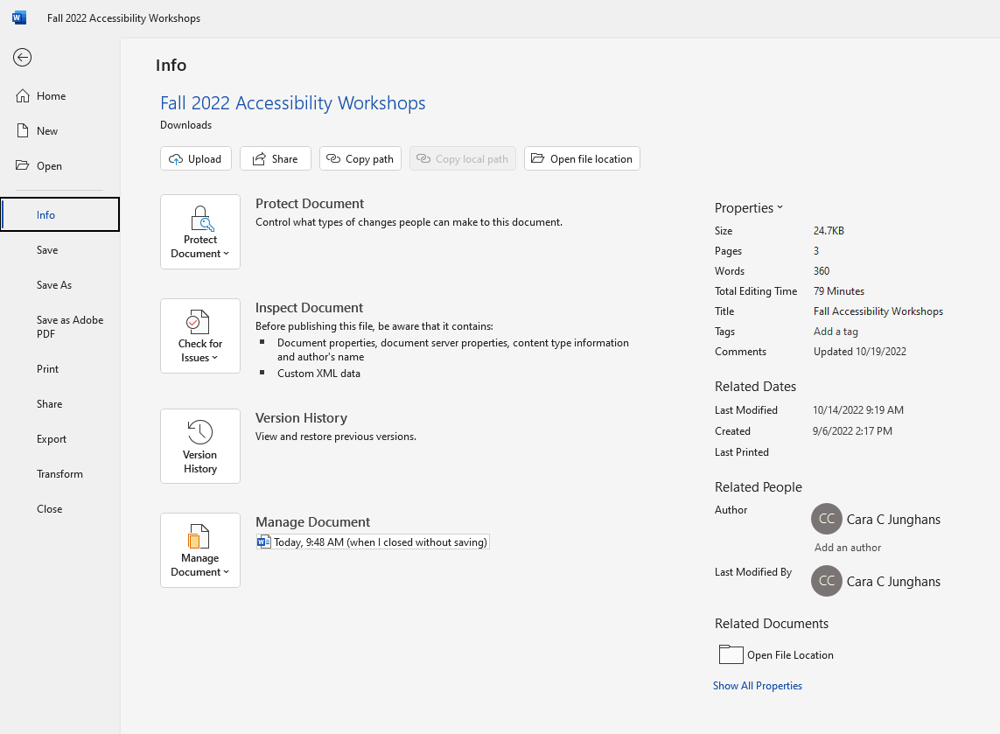 Fall 2022 Accessibility Workshops
Home
New
Open
Info
Save
Save As
Save as Adobe
PDF
Print
Share
Export
Transform
Close
Info
Fall 2022 Accessibility Workshops
Downloads
Upload
Share
Copy path
Copy local path
Open file location
Protect
Document
Protect Document
Control what types of changes people can make to this document.
Check for
Issues
Inspect Document
Before publishing this file, be aware that it contains:
Document properties, document server properties, content type information
and author's name
Custom XML data
Version
History
Version History
View and restore previous versions.
Manage
Document
Manage Document
W
Today, 9:48 AM (when I closed without saving)
Properties
Size 24.7KB
Pages 3
Words 360
Total Editing Time 79 Minutes
Title Fall Accessibility Workshops
Tags Add a tag
Comments Updated 10/19/2022
Related Dates
Last Modified 10/14/2022 9:19 AM
Created 9/6/2022 2:17 PM
Last Printed
Related People
Author CC Cara C Junghans
Add an author
Last Modified By CC Cara C Junghans
Related Documents
Open File Location
Show All Properties